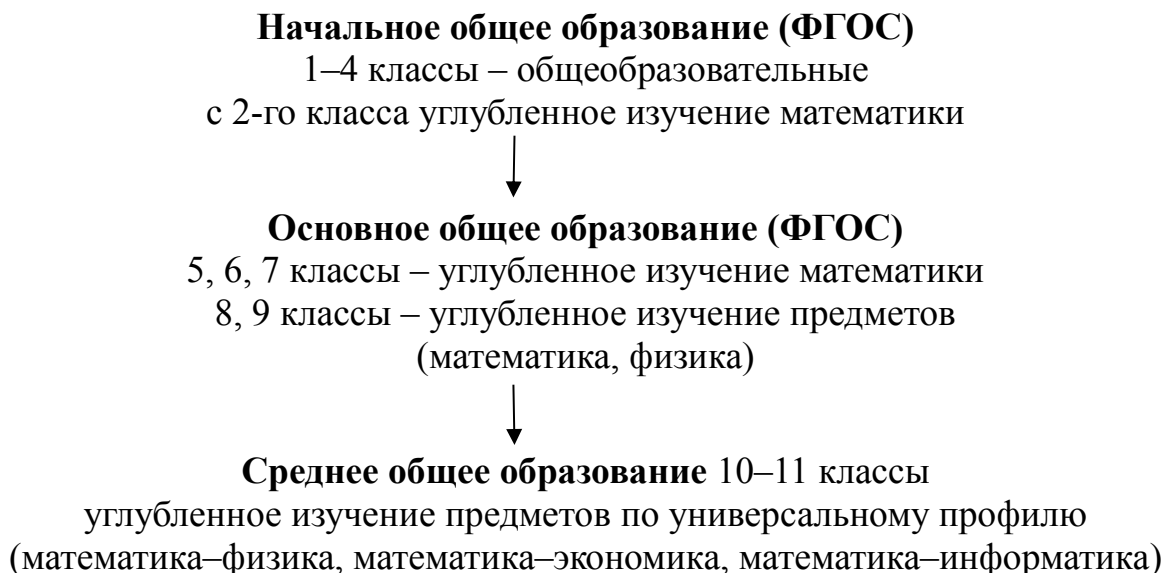 Начальное общее образование (ФГОС)
1–4 классы – общеобразовательные
с 2-го класса углубленное изучение математики
Основное общее образование (ФГОС)
5, 6, 7 классы – углубленное изучение математики
8, 9 классы – углубленное изучение предметов
(математика, физика)
Среднее общее образование 10–11 классы
углубленное изучение предметов по универсальному профилю
(математика–физика, математика–экономика, математика–информатика)